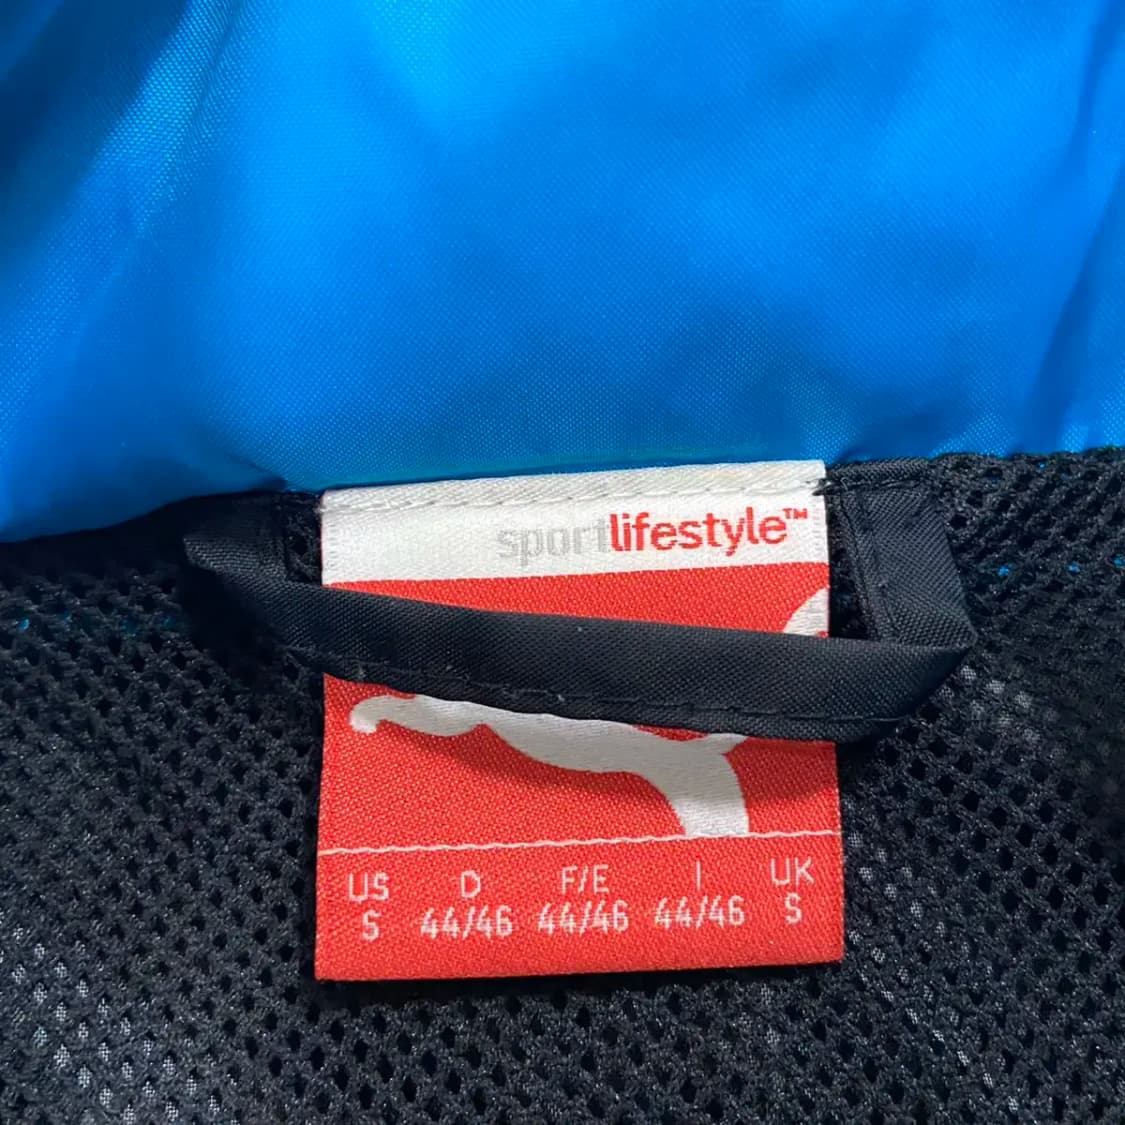 sportlifestyle™
US D F/E I UK
S 44/46 44/46 44/46 S